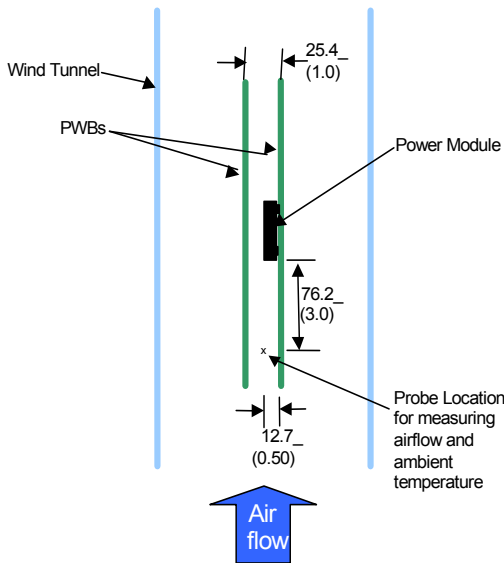 25.4_
(1.0)
Wind Tunnel
PWBs
Power Module
76.2_
(3.0)
x
Probe Location
for measuring
airflow and
ambient
temperature
12.7_
(0.50)
Air
flow